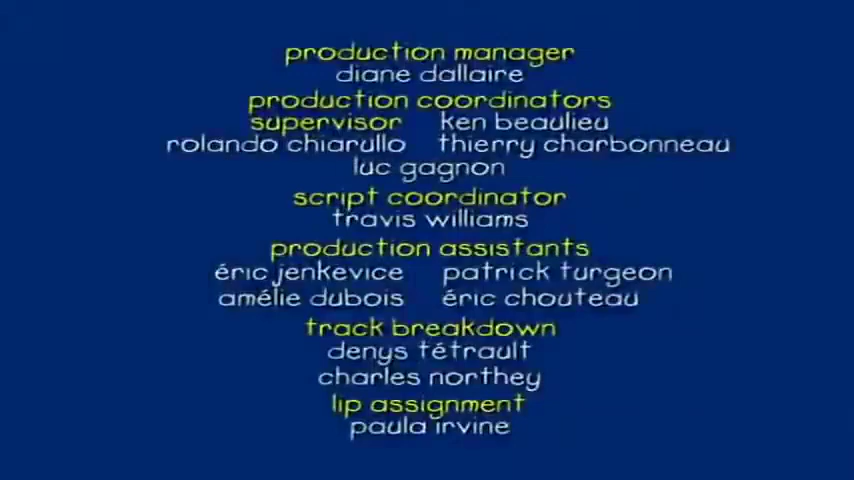 production manager
diane dallaire
production coordinators
supervisor ken beaulieu
rolando chiarullo thierry charbonneau
luc gagnon
script coordinator
travis williams
production assistants
éric jenkevice patrick turgeon
amélie dubois éric chouteau
track breakdown
denys tétrault
charles northey
lip assignment
paula irvine